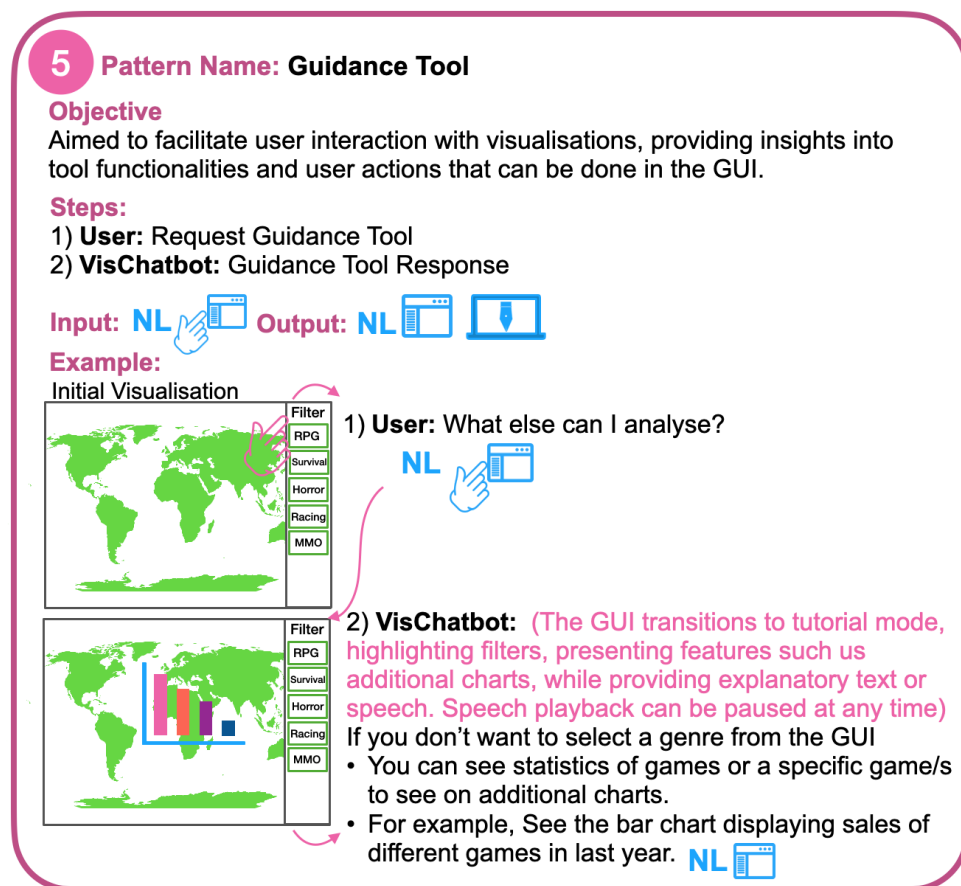 5 Pattern Name: Guidance Tool
Objective
Aimed to facilitate user interaction with visualisations, providing insights into
tool functionalities and user actions that can be done in the GUI.
Steps:
1) User: Request Guidance Tool
2) VisChatbot: Guidance Tool Response
Input: NL Output: NL
Example:
Initial Visualisation
Filter
RPG
Survival
Horror
Racing
MMO
1) User: What else can I analyse?
NL
Filter
RPG
Survival
Horror
Racing
MMO
2) VisChatbot: (The GUI transitions to tutorial mode,
highlighting filters, presenting features such us
additional charts, while providing explanatory text or
speech. Speech playback can be paused at any time)
If you don't want to select a genre from the GUI
• You can see statistics of games or a specific game/s
to see on additional charts.
• For example, See the bar chart displaying sales of
different games in last year. NL